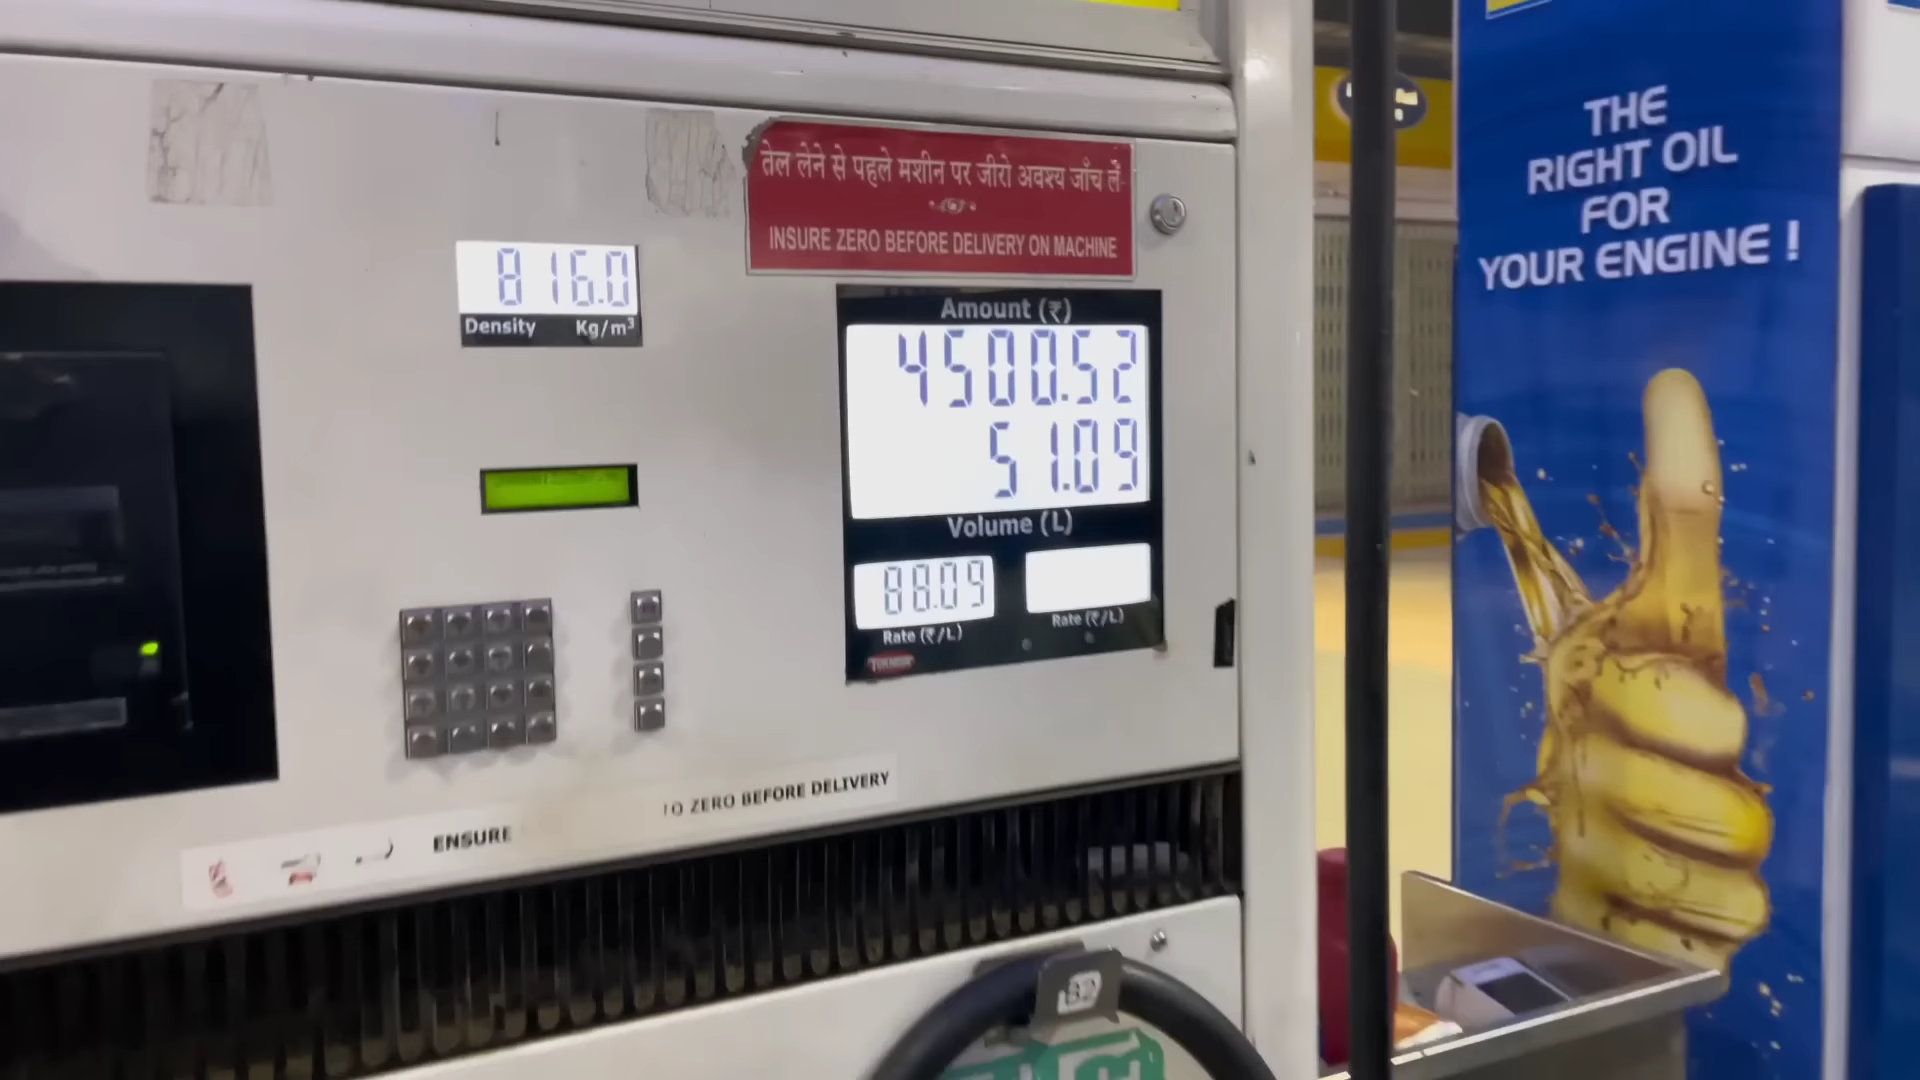 तेल लेने से पहले मशीन पर जीरो अवश्य जाँच लें
INSURE ZERO BEFORE DELIVERY ON MACHINE
816.0
Density Kg/m³
Amount (₹)
4500.52
51.09
Volume (L)
88.09
Rate (₹/L)
Rate (₹/L)
ENSURE
TO ZERO BEFORE DELIVERY
THE
RIGHT OIL
FOR
YOUR ENGINE !